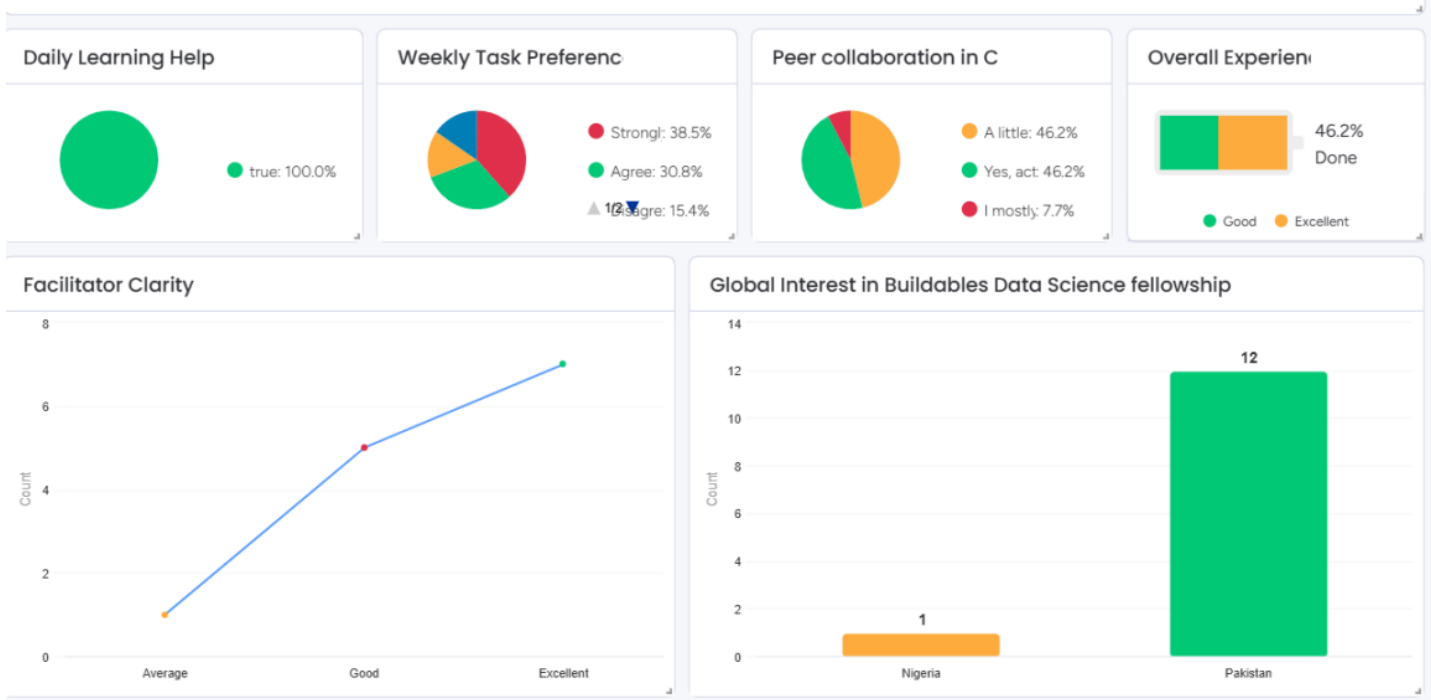 Daily Learning Help
true: 100.0%
Weekly Task Preferenc
Strongl: 38.5%
Agree: 30.8%
1/2
Disagre: 15.4%
Peer collaboration in C
A little: 46.2%
Yes, act: 46.2%
I mostly: 7.7%
Overall Experien
46.2%
Done
Good Excellent
Facilitator Clarity
8
6
4
2
0
Count
Average Good Excellent
Global Interest in Buildables Data Science fellowship
14
12
10
8
6
4
2
0
Count
1
12
Nigeria Pakistan